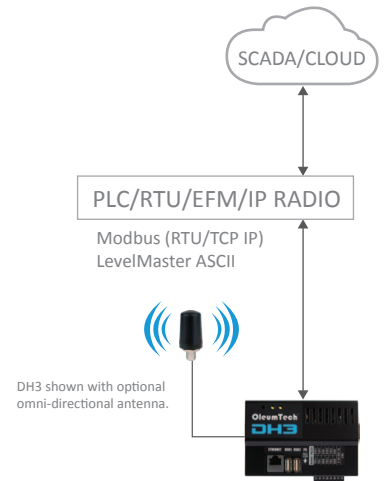 SCADA/CLOUD
PLC/RTU/EFM/IP RADIO
Modbus (RTU/TCP IP)
LevelMaster ASCII
DH3 shown with optional
omni-directional antenna.
OleumTech
DH3
ETHERNET